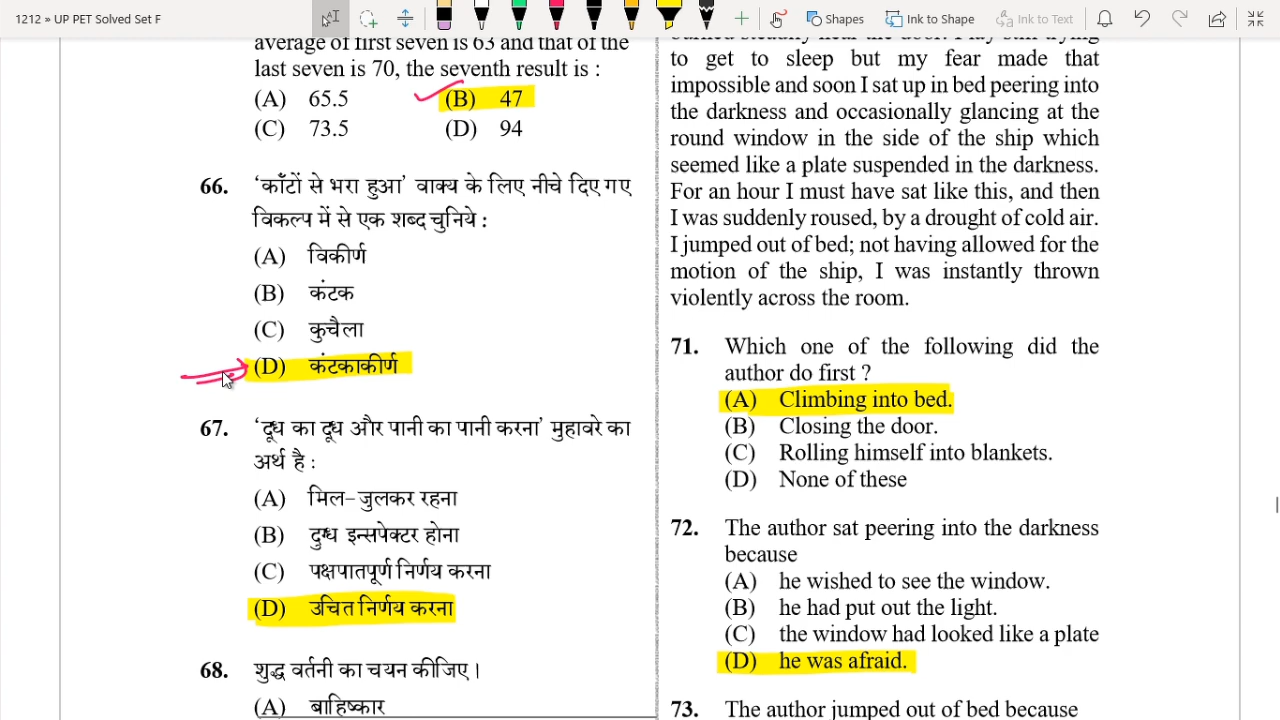 1212 » UP PET Solved Set F
Shapes
Ink to Shape
Ink to Text
average of first seven is 63 and that of the
last seven is 70, the seventh result is :
(A) 65.5
(B) 47
(C) 73.5
(D) 94
66. ‘काँटों से भरा हुआ’ वाक्य के लिए नीचे दिए गए
विकल्प में से एक शब्द चुनिये :
(A) विकीर्ण
(B) कंटक
(C) कुचैला
(D) कंटकाकीर्ण
67. ‘दूध का दूध और पानी का पानी करना’ मुहावरे का
अर्थ है :
(A) मिल-जुलकर रहना
(B) दुग्ध इन्सपेक्टर होना
(C) पक्षपातपूर्ण निर्णय करना
(D) उचित निर्णय करना
68. शुद्ध वर्तनी का चयन कीजिए।
(A) बाहिष्कार
burned steadily near the door. I lay still trying
to get to sleep but my fear made that
impossible and soon I sat up in bed peering into
the darkness and occasionally glancing at the
round window in the side of the ship which
seemed like a plate suspended in the darkness.
For an hour I must have sat like this, and then
I was suddenly roused, by a drought of cold air.
I jumped out of bed; not having allowed for the
motion of the ship, I was instantly thrown
violently across the room.
71. Which one of the following did the
author do first ?
(A) Climbing into bed.
(B) Closing the door.
(C) Rolling himself into blankets.
(D) None of these
72. The author sat peering into the darkness
because
(A) he wished to see the window.
(B) he had put out the light.
(C) the window had looked like a plate
(D) he was afraid.
73. The author jumped out of bed because